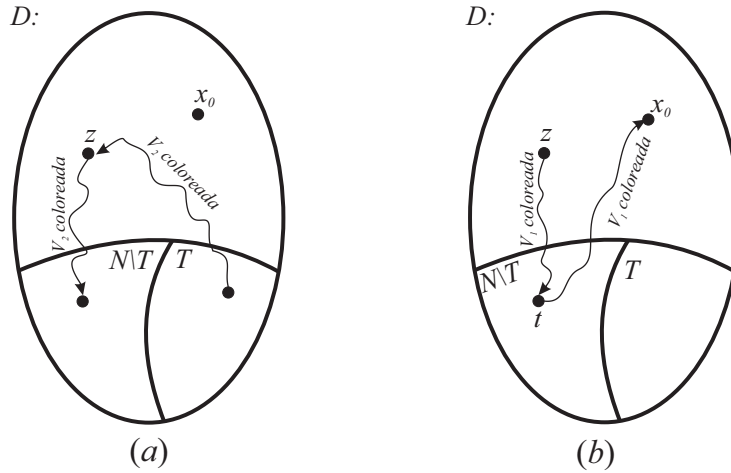 D:
x₀
z
V₂ coloreada
V₂ coloreada
N\T
T
(a)
D:
x₀
z
V₁ coloreada
V₁ coloreada
N\T
T
t
(b)